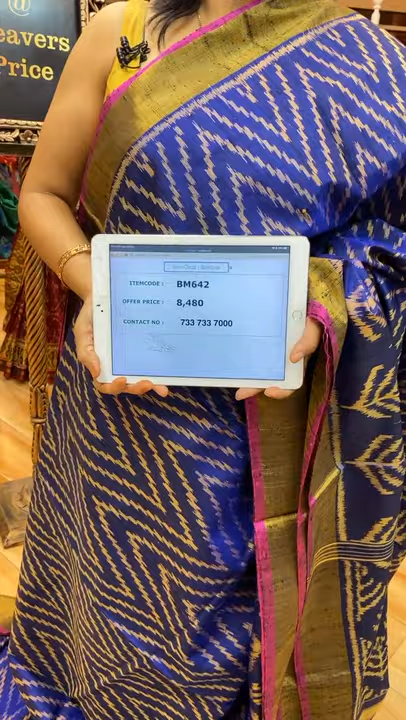 @
eavers
Price
ITEMCODE : BM642
OFFER PRICE : 8,480
CONTACT NO : 733 733 7000